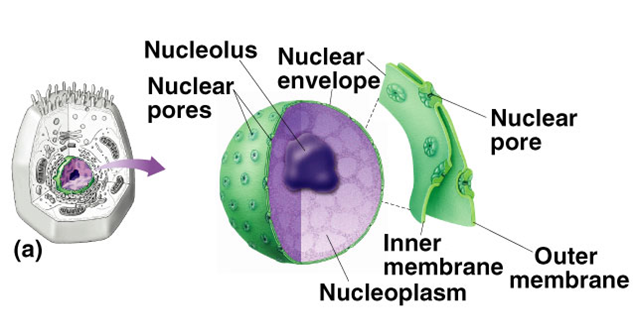 Nucleolus
Nuclear
envelope
Nuclear
pores
Nuclear
pore
(a)
Inner
membrane
Outer
membrane
Nucleoplasm